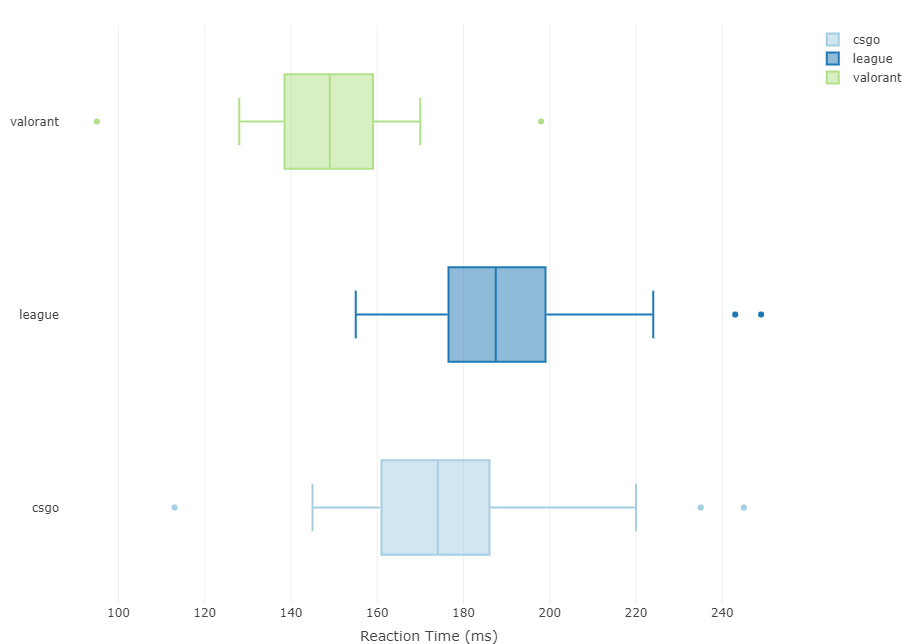 csgo
league
valorant
valorant
league
csgo
100 120 140 160 180 200 220 240
Reaction Time (ms)